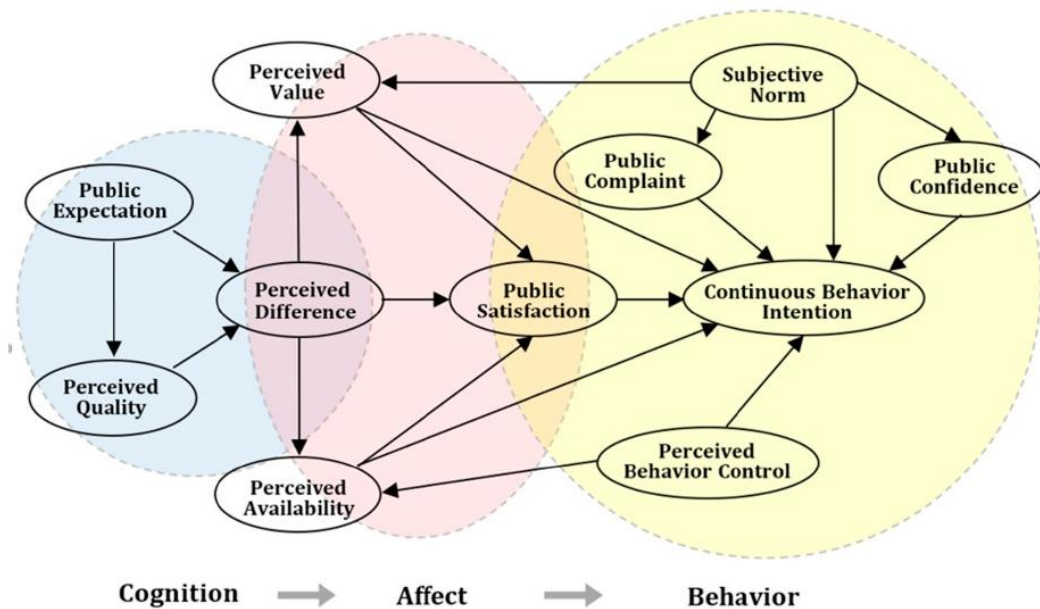 Perceived
Value
Subjective
Norm
Public
Complaint
Public
Confidence
Public
Expectation
Perceived
Difference
Public
Satisfaction
Continuous Behavior
Intention
Perceived
Quality
Perceived
Behavior Control
Perceived
Availability
Cognition
Affect
Behavior